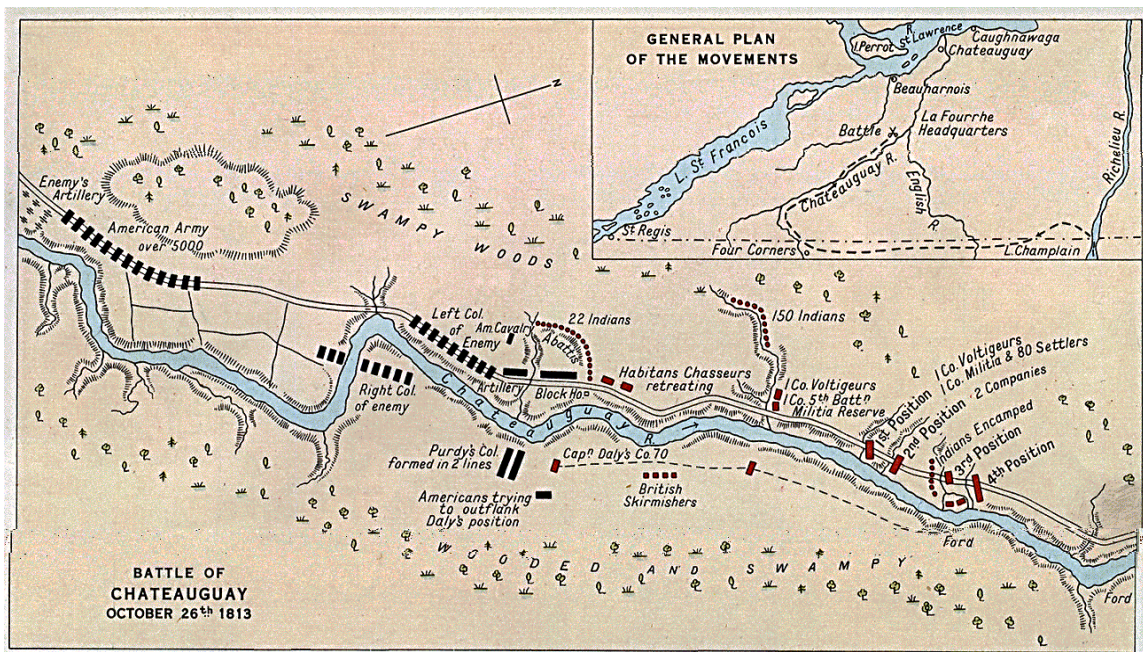 GENERAL PLAN
OF THE MOVEMENTS
I. Perrot
R.
St Lawrence
Caughnawaga
Chateauguay
Beauharnois
La Fourrhe
Headquarters
Battle
L. St Francois
Chateauguay R.
English
R.
Richelieu R.
St Regis
Four Corners
L. Champlain
N
Enemy's
Artillery
American Army
over 5000
SWAMPY WOODS
Left Col.
of
Enemy
Am. Cavalry
Abattis
22 Indians
150 Indians
Right Col.
of enemy
Artillery
Block Ho.
Habitans Chasseurs
retreating
1 Co. Voltigeurs
1 Co. 5th Battn
Militia Reserve
1 Co. Voltigeurs
1 Co. Militia & 80 Settlers
1st Position
2nd Position - 2 Companies
Indians Encamped
3rd Position
4th Position
Chateauguay R.
Purdy's Col.
formed in 2 lines
Capn Daly's Co. 70
Americans trying
to outflank
Daly's position
British
Skirmishers
Ford
Ford
WOODED AND SWAMPY
BATTLE OF
CHATEAUGUAY
OCTOBER 26th 1813